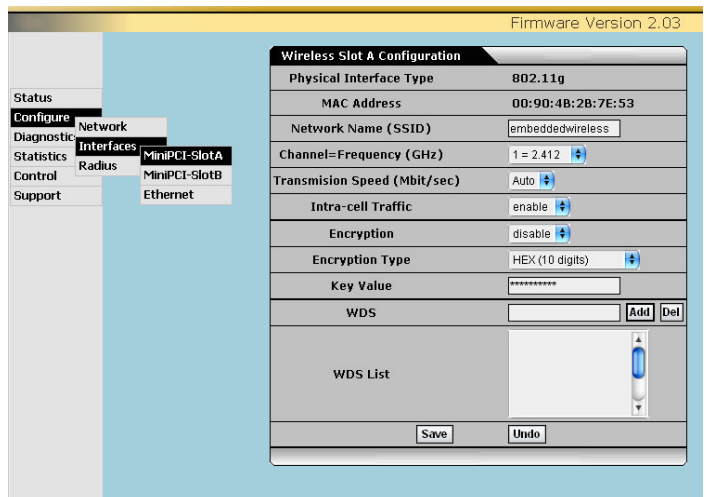 Firmware Version 2.03
Status
Configure
Diagnostic
Statistics
Control
Support
Network
Interfaces
Radius
MiniPCI-SlotA
MiniPCI-SlotB
Ethernet
Wireless Slot A Configuration
Physical Interface Type 802.11g
MAC Address 00:90:4B:2B:7E:53
Network Name (SSID) embeddedwireless
Channel=Frequency (GHz) 1 = 2.412
Transmision Speed (Mbit/sec) Auto
Intra-cell Traffic enable
Encryption disable
Encryption Type HEX (10 digits)
Key Value **********
WDS Add Del
WDS List
Save Undo